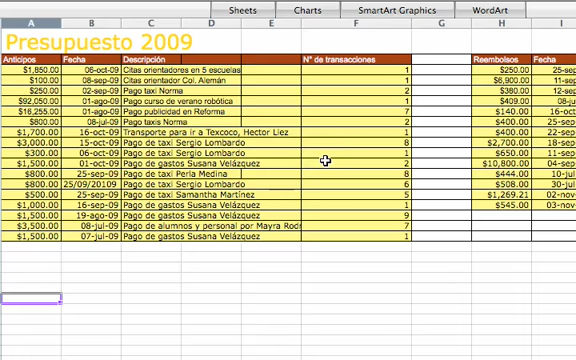 Sheets Charts SmartArt Graphics WordArt
A B C D E F G H I
Presupuesto 2009
Anticipos Fecha Descripción N° de transacciones Reembolsos Fecha
$1,850.00 06-oct-09 Citas orientadores en 5 escuelas 1 $250.00 25-sep
$100.00 08-sep-09 Citas orientador Col. Alemán 1 $6,900.00 11-sep
$250.00 02-sep-09 Pago taxi Norma 2 $380.00 12-sep
$92,050.00 01-ago-09 Pago curso de verano robótica 1 $409.00 08-jul
$16,255.00 01-ago-09 Pago publicidad en Reforma 7 $140.00 16-oct
$800.00 08-jul-09 Pago taxis Norma 2 $400.00 25-sep
$1,700.00 16-oct-09 Transporte para ir a Texcoco, Hector Liez 1 $400.00 22-sep
$3,000.00 15-oct-09 Pago de taxi Sergio Lombardo 8 $2,700.00 18-sep
$300.00 06-oct-09 Pago de taxi Sergio Lombardo 1 $650.00 11-sep
$1,500.00 01-oct-09 Pago de gastos Susana Velázquez 2 $10,800.00 04-sep
$800.00 25-sep-09 Pago de taxi Perla Medina 8 $444.00 10-jul
$800.00 25/09/20109 Pago de taxi Sergio Lombardo 6 $508.00 30-jul
$500.00 25-sep-09 Pago de taxi Samantha Martínez 5 $1,269.21 02-nov
$1,000.00 16-sep-09 Pago de gastos Susana Velázquez 1 $545.00 03-nov
$1,500.00 19-ago-09 Pago de gastos Susana Velázquez 9
$3,500.00 08-jul-09 Pago de alumnos y personal por Mayra Rodr 7
$1,500.00 07-jul-09 Pago de gastos Susana Velázquez 1